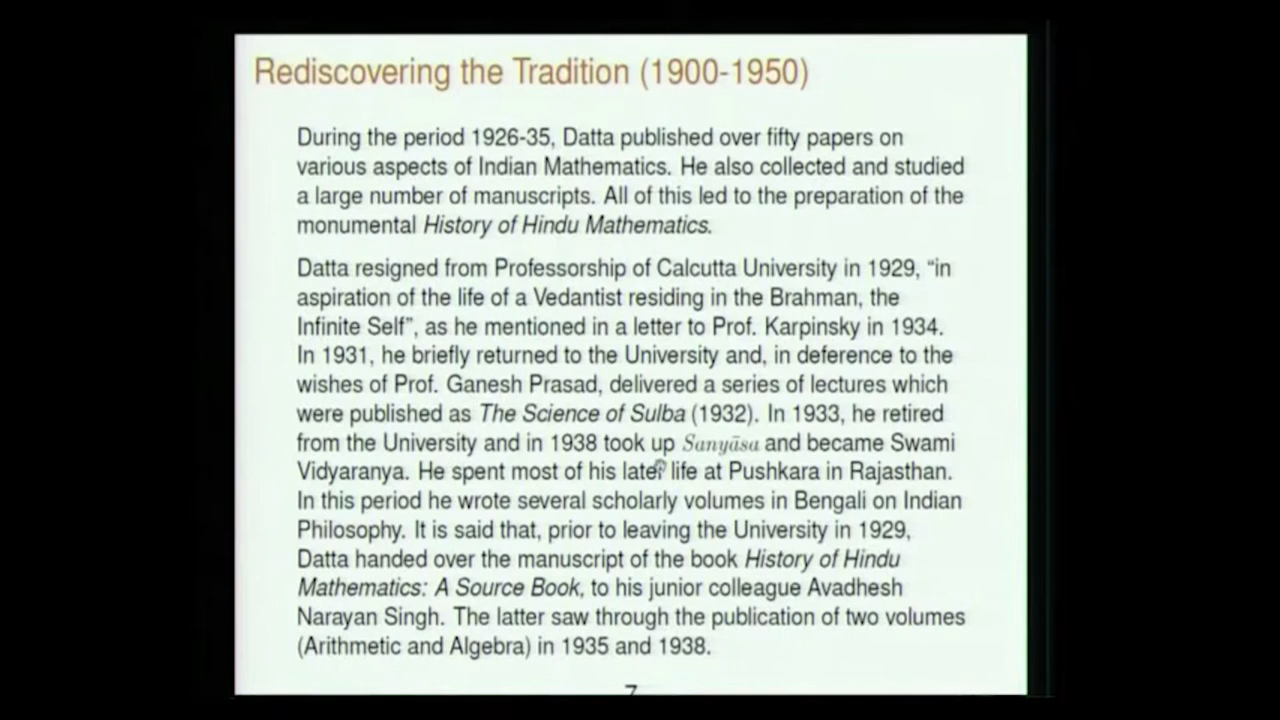 Rediscovering the Tradition (1900-1950)
During the period 1926-35, Datta published over fifty papers on
various aspects of Indian Mathematics. He also collected and studied
a large number of manuscripts. All of this led to the preparation of the
monumental History of Hindu Mathematics.
Datta resigned from Professorship of Calcutta University in 1929, “in
aspiration of the life of a Vedantist residing in the Brahman, the
Infinite Self”, as he mentioned in a letter to Prof. Karpinsky in 1934.
In 1931, he briefly returned to the University and, in deference to the
wishes of Prof. Ganesh Prasad, delivered a series of lectures which
were published as The Science of Sulba (1932). In 1933, he retired
from the University and in 1938 took up Sanyāsa and became Swami
Vidyaranya. He spent most of his later life at Pushkara in Rajasthan.
In this period he wrote several scholarly volumes in Bengali on Indian
Philosophy. It is said that, prior to leaving the University in 1929,
Datta handed over the manuscript of the book History of Hindu
Mathematics: A Source Book, to his junior colleague Avadhesh
Narayan Singh. The latter saw through the publication of two volumes
(Arithmetic and Algebra) in 1935 and 1938.
7